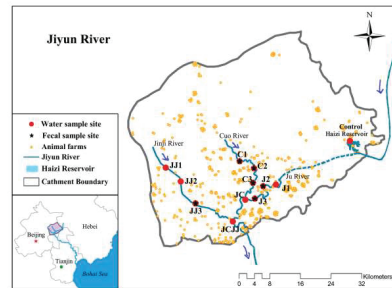 Jiyun River
N
Water sample site
Fecal sample site
Animal farms
Jiyun River
Haizi Reservoir
Cathment Boundary
Control
Haizi Reservoir
Cuo River
Jinji River
Ju River
JJ1
JJ2
JJ3
C1
C2
C3
J2
J1
J3
JC
JCJJ
Hebei
Beijing
Tianjin
Bohai Sea
0 4 8 16 24 32
Kilometers